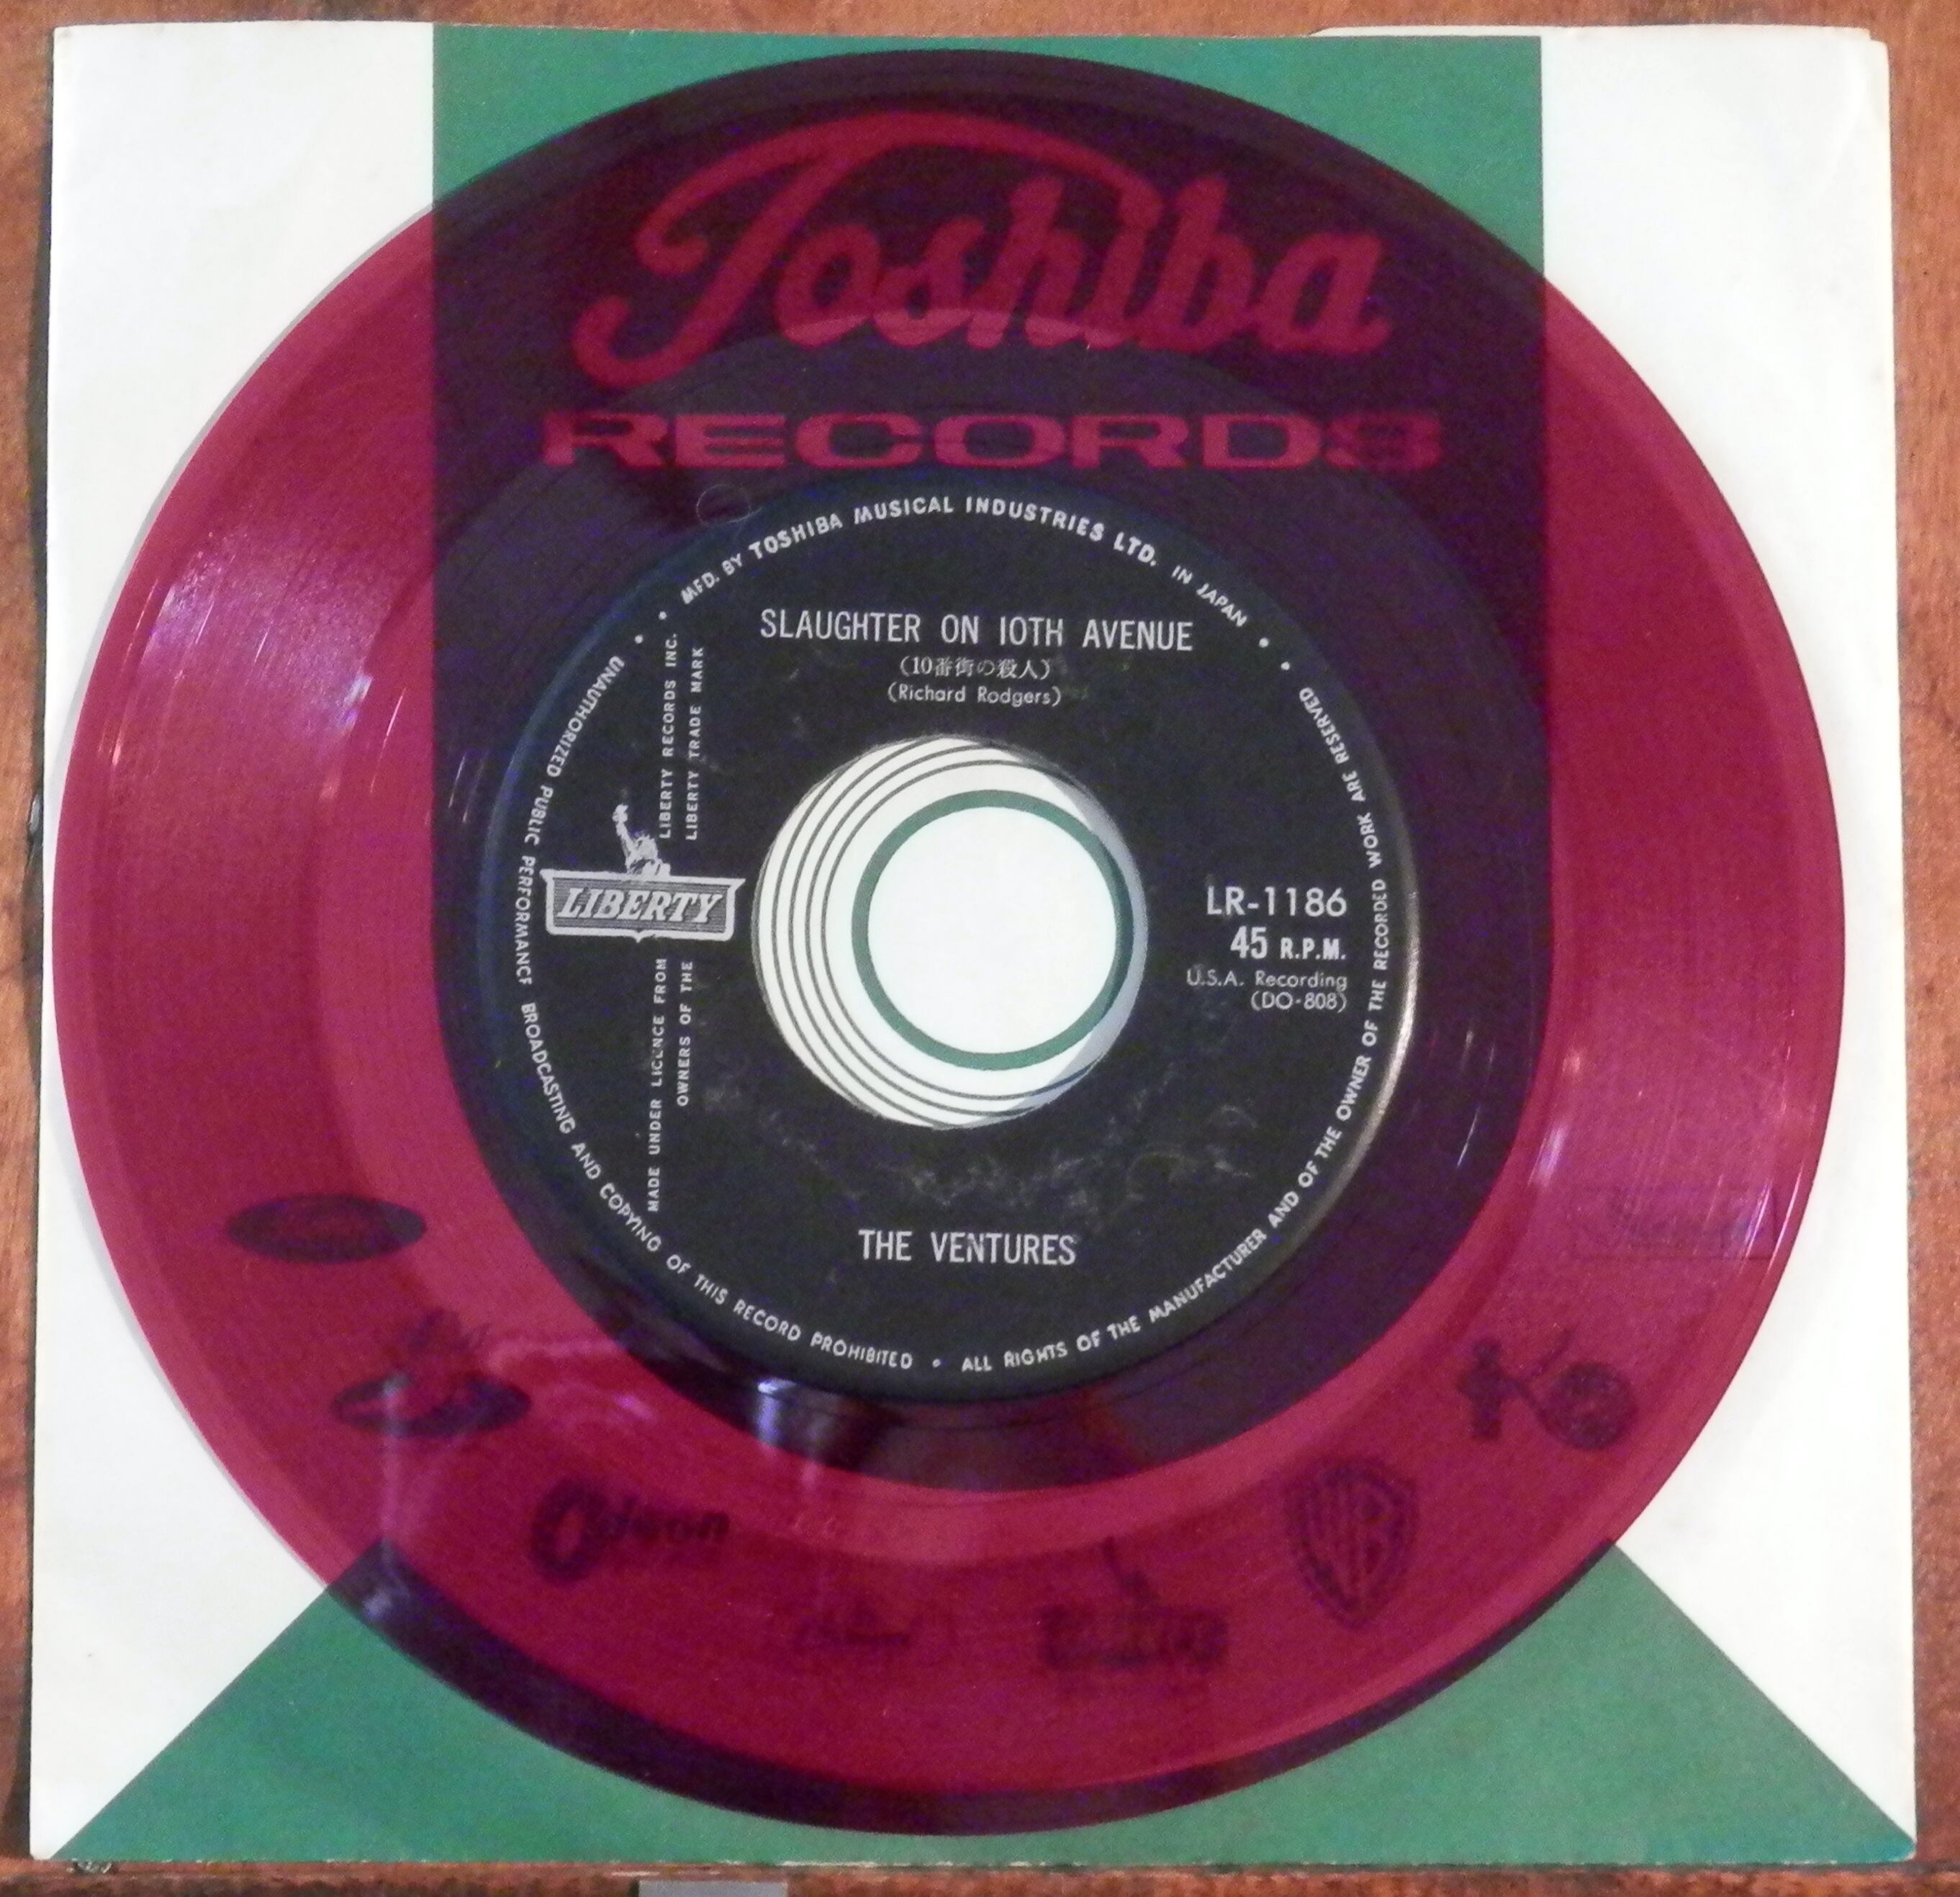 Toshiba
RECORDS
MFD. BY TOSHIBA MUSICAL INDUSTRIES LTD. IN JAPAN
SLAUGHTER ON 10TH AVENUE
(10番街の殺人)
(Richard Rodgers)
LIBERTY RECORDS INC.
LIBERTY TRADE MARK
LIBERTY
MADE UNDER LICENCE FROM
OWNERS OF THE
LR-1186
45 R.P.M.
U.S.A. Recording
(DO-808)
THE VENTURES
UNAUTHORIZED PUBLIC PERFORMANCE BROADCASTING AND COPYING OF THIS RECORD PROHIBITED • ALL RIGHTS OF THE MANUFACTURER AND OF THE OWNER OF THE RECORDED WORK ARE RESERVED
Odeon
WB